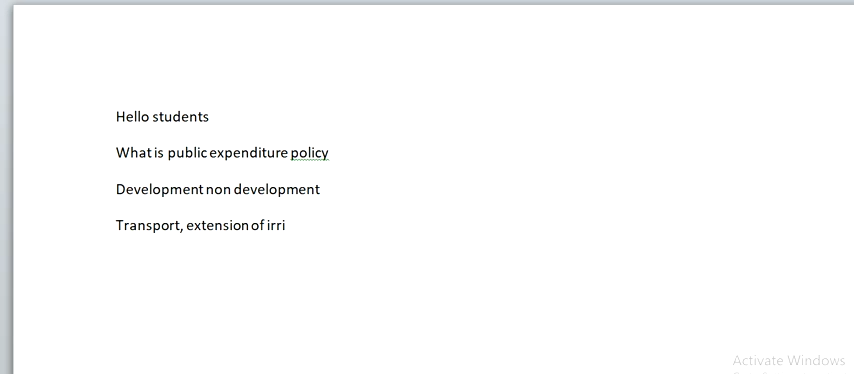 Hello students
What is public expenditure policy
Development non development
Transport, extension of irri
Activate Windows